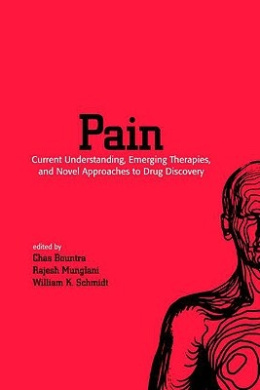 Pain
Current Understanding, Emerging Therapies,
and Novel Approaches to Drug Discovery
edited by
Chas Bountra
Rajesh Munglani
William K. Schmidt